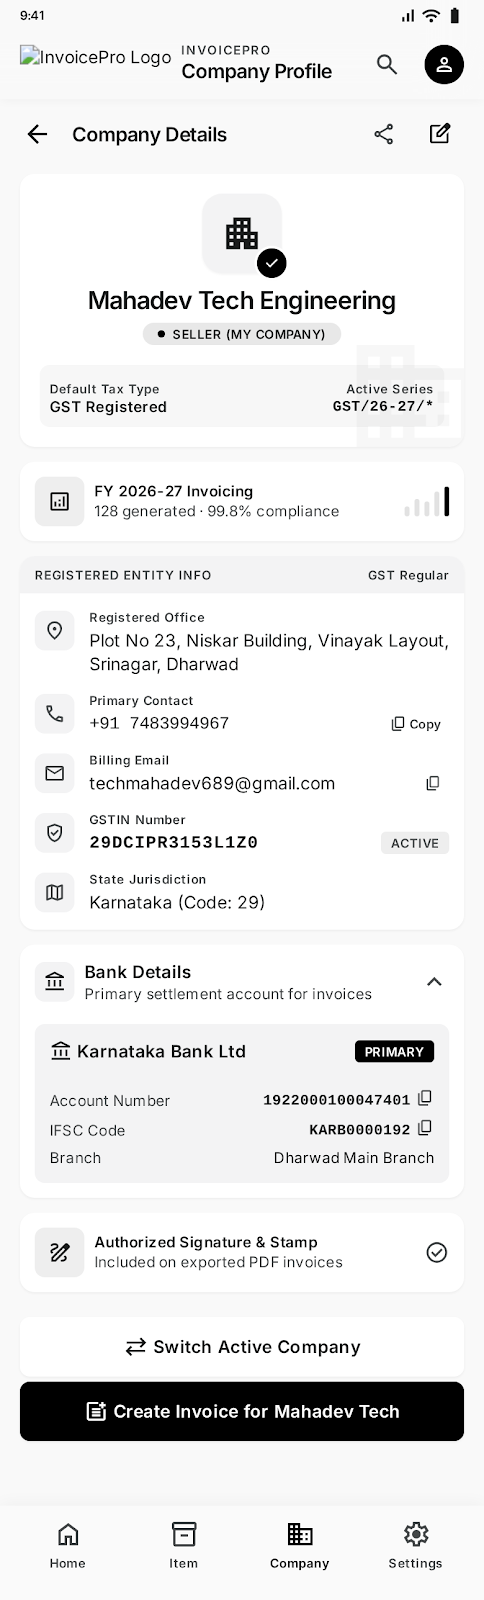 9:41
InvoicePro Logo
INVOICEPRO
Company Profile
Company Details
Mahadev Tech Engineering
SELLER (MY COMPANY)
Default Tax Type
Active Series
GST Registered
GST/26-27/*
FY 2026-27 Invoicing
128 generated · 99.8% compliance
REGISTERED ENTITY INFO
GST Regular
Registered Office
Plot No 23, Niskar Building, Vinayak Layout,
Srinagar, Dharwad
Primary Contact
+91 7483994967
Copy
Billing Email
techmahadev689@gmail.com
GSTIN Number
29DCIPR3153L1Z0
ACTIVE
State Jurisdiction
Karnataka (Code: 29)
Bank Details
Primary settlement account for invoices
Karnataka Bank Ltd
PRIMARY
Account Number
1922000100047401
IFSC Code
KARB0000192
Branch
Dharwad Main Branch
Authorized Signature & Stamp
Included on exported PDF invoices
Switch Active Company
Create Invoice for Mahadev Tech
Home
Item
Company
Settings